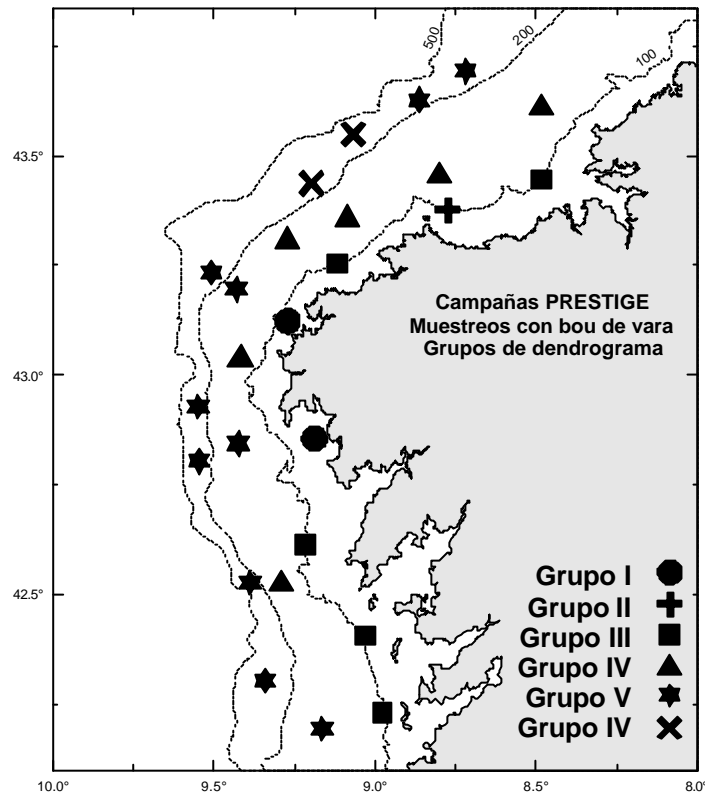 500
200
100
43.5°
Campañas PRESTIGE
Muestreos con bou de vara
Grupos de dendrograma
43.0°
42.5°
Grupo I
Grupo II
Grupo III
Grupo IV
Grupo V
Grupo IV
10.0°
9.5°
9.0°
8.5°
8.0°